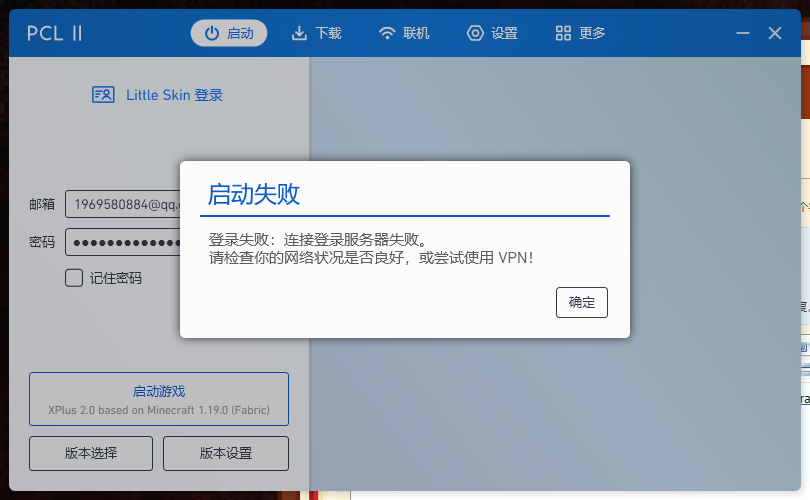 PCL II
启动
下载
联机
设置
更多
Little Skin 登录
邮箱 1969580884@qq.
密码 ●●●●●●●●●●●●●
记住密码
启动失败
登录失败：连接登录服务器失败。
请检查你的网络状况是否良好，或尝试使用 VPN！
确定
启动游戏
XPlus 2.0 based on Minecraft 1.19.0 (Fabric)
版本选择
版本设置